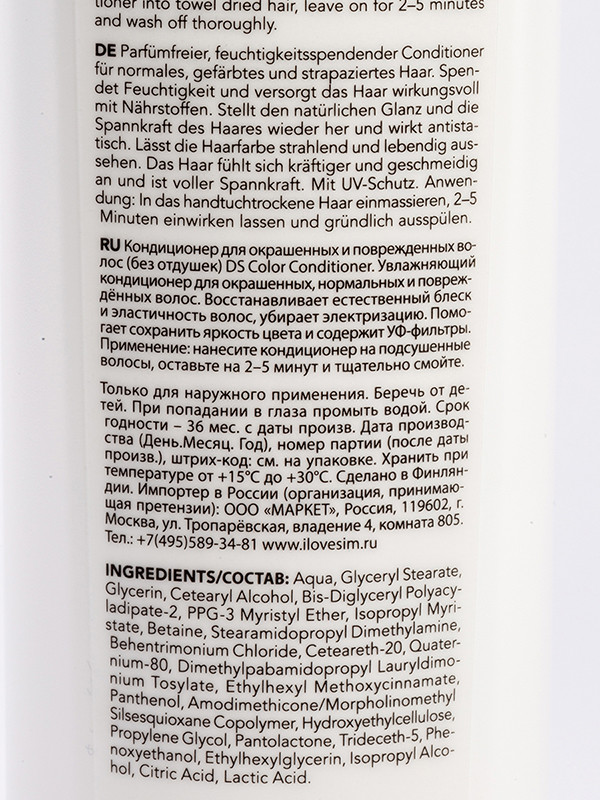 tioner into towel dried hair, leave on for 2–5 minutes
and wash off thoroughly.
DE Parfümfreier, feuchtigkeitsspendender Conditioner
für normales, gefärbtes und strapaziertes Haar. Spen-
det Feuchtigkeit und versorgt das Haar wirkungsvoll
mit Nährstoffen. Stellt den natürlichen Glanz und die
Spannkraft des Haares wieder her und wirkt antista-
tisch. Lässt die Haarfarbe strahlend und lebendig aus-
sehen. Das Haar fühlt sich kräftiger und geschmeidig
an und ist voller Spannkraft. Mit UV-Schutz. Anwen-
dung: In das handtuchtrockene Haar einmassieren, 2–5
Minuten einwirken lassen und gründlich ausspülen.
RU Кондиционер для окрашенных и поврежденных во-
лос (без отдушек) DS Color Conditioner. Увлажняющий
кондиционер для окрашенных, нормальных и повреж-
дённых волос. Восстанавливает естественный блеск
и эластичность волос, убирает электризацию. Помо-
гает сохранить яркость цвета и содержит УФ-фильтры.
Применение: нанесите кондиционер на подсушенные
волосы, оставьте на 2–5 минут и тщательно смойте.
Только для наружного применения. Беречь от де-
тей. При попадании в глаза промыть водой. Срок
годности – 36 мес. с даты произв. Дата производ-
ства (День.Месяц. Год), номер партии (после даты
произв.), штрих-код: см. на упаковке. Хранить при
температуре от +15°C до +30°C. Сделано в Финлян-
дии. Импортер в России (организация, принимаю-
щая претензии): ООО «МАРКЕТ», Россия, 119602, г.
Москва, ул. Тропарёвская, владение 4, комната 805.
Тел.: +7(495)589-34-81 www.ilovesim.ru
INGREDIENTS/СОСТАВ: Aqua, Glyceryl Stearate,
Glycerin, Cetearyl Alcohol, Bis-Diglyceryl Polyacy-
ladipate-2, PPG-3 Myristyl Ether, Isopropyl Myri-
state, Betaine, Stearamidopropyl Dimethylamine,
Behentrimonium Chloride, Ceteareth-20, Quater-
nium-80, Dimethylpabamidopropyl Lauryldimo-
nium Tosylate, Ethylhexyl Methoxycinnamate,
Panthenol, Amodimethicone/Morpholinomethyl
Silsesquioxane Copolymer, Hydroxyethylcellulose,
Propylene Glycol, Pantolactone, Trideceth-5, Phe-
noxyethanol, Ethylhexylglycerin, Isopropyl Alco-
hol, Citric Acid, Lactic Acid.